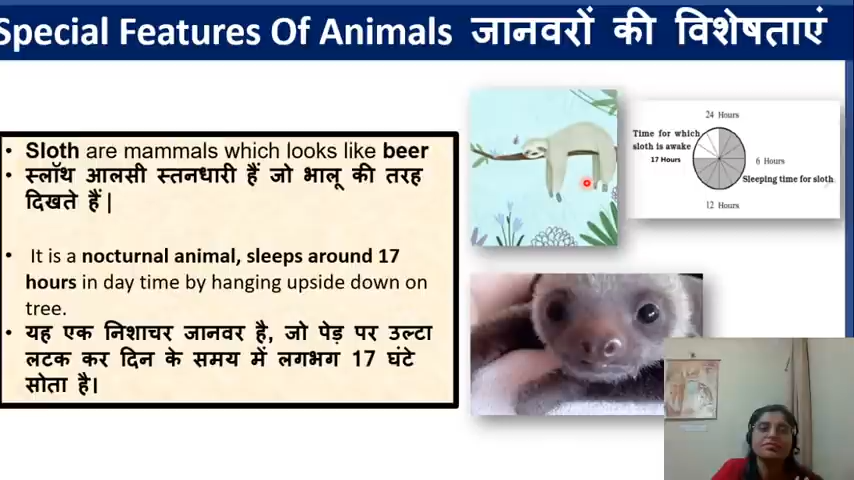 Special Features Of Animals जानवरों की विशेषताएं
• Sloth are mammals which looks like beer
• स्लॉथ आलसी स्तनधारी हैं जो भालू की तरह
दिखते हैं |
• It is a nocturnal animal, sleeps around 17
hours in day time by hanging upside down on
tree.
• यह एक निशाचर जानवर है, जो पेड़ पर उल्टा
लटक कर दिन के समय में लगभग 17 घंटे
सोता है।
24 Hours
Time for which
sloth is awake
17 Hours
6 Hours
Sleeping time for sloth
12 Hours